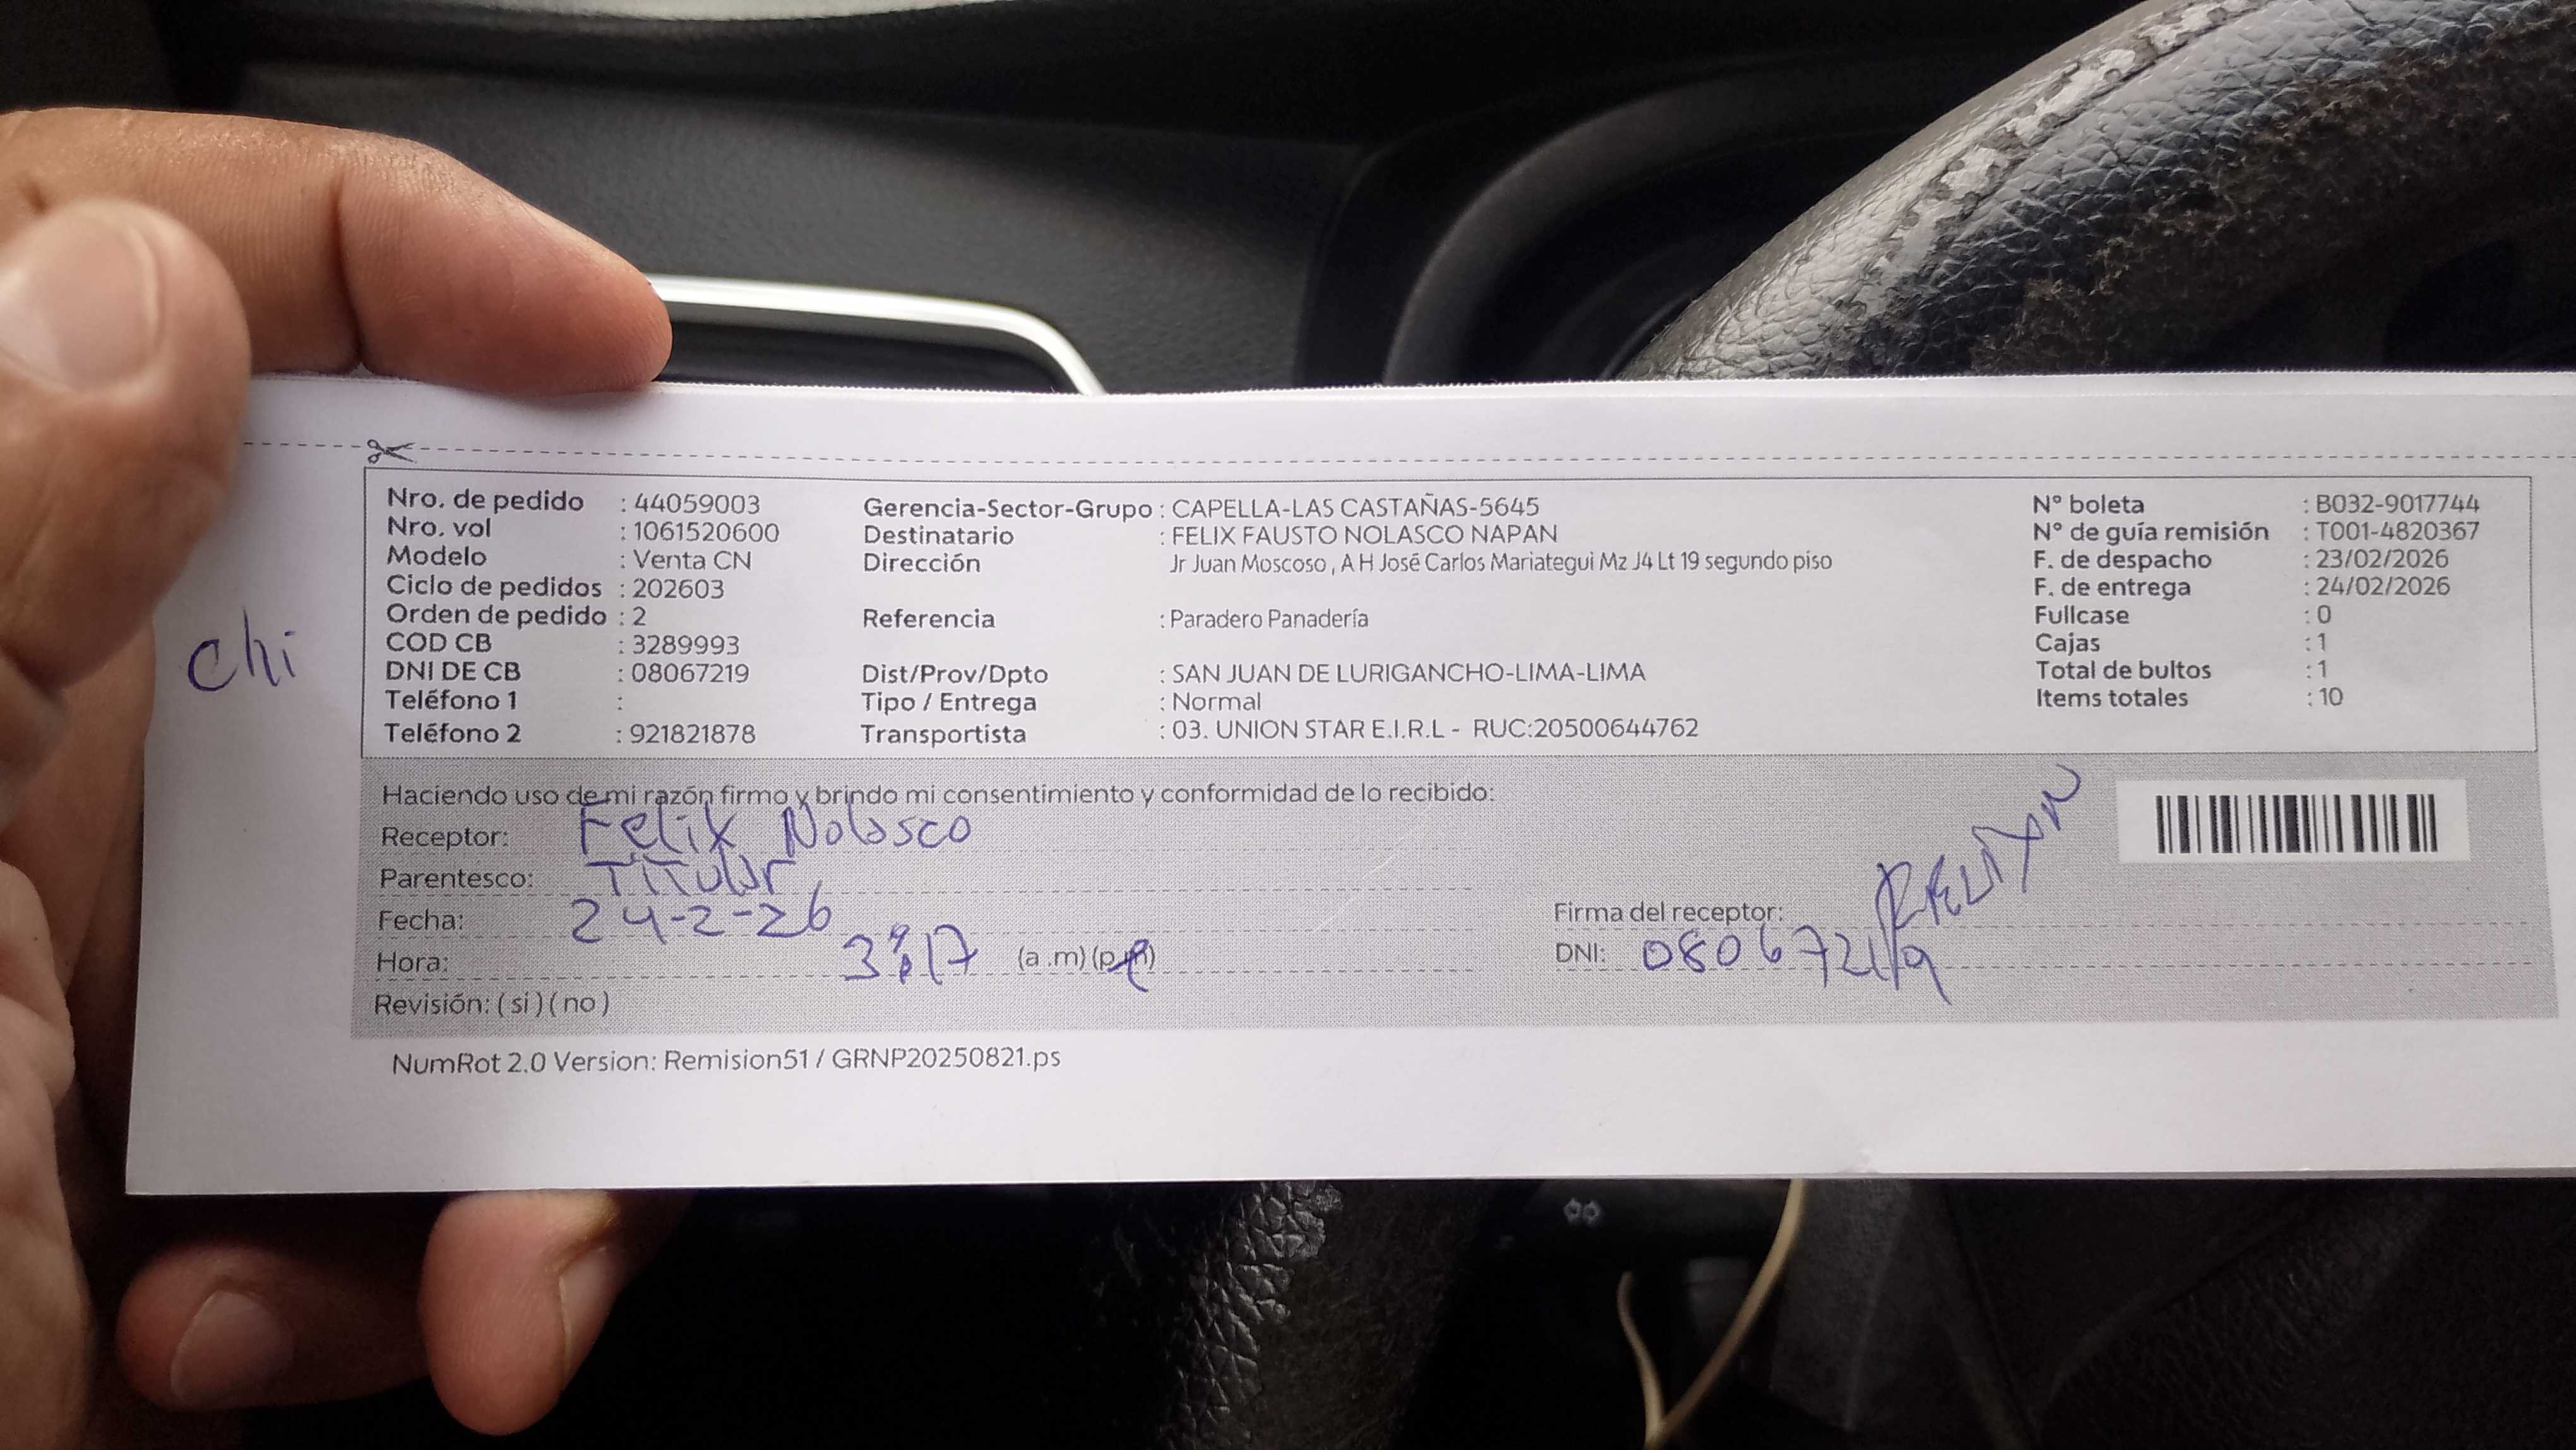 Nro. de pedido : 44059003
Nro. vol : 1061520600
Modelo : Venta CN
Ciclo de pedidos : 202603
Orden de pedido : 2
COD CB : 3289993
DNI DE CB : 08067219
Teléfono 1 :
Teléfono 2 : 921821878
Gerencia-Sector-Grupo : CAPELLA-LAS CASTAÑAS-5645
Destinatario : FELIX FAUSTO NOLASCO NAPAN
Dirección Jr Juan Moscoso , A H José Carlos Mariategui Mz J4 Lt 19 segundo piso
Referencia : Paradero Panadería
Dist/Prov/Dpto : SAN JUAN DE LURIGANCHO-LIMA-LIMA
Tipo / Entrega : Normal
Transportista : 03. UNION STAR E.I.R.L - RUC:20500644762
N° boleta : B032-9017744
N° de guía remisión : T001-4820367
F. de despacho : 23/02/2026
F. de entrega : 24/02/2026
Fullcase : 0
Cajas : 1
Total de bultos : 1
Items totales : 10
chi
Haciendo uso de mi razón firmo y brindo mi consentimiento y conformidad de lo recibido:
Receptor: Felix Nolasco
Parentesco: Titular
Fecha: 24-2-26
Hora: 3:17 (a .m) (p.m)
Revisión: ( si ) ( no )
Firma del receptor:
DNI: 08067219
NumRot 2.0 Version: Remision51 / GRNP20250821.ps